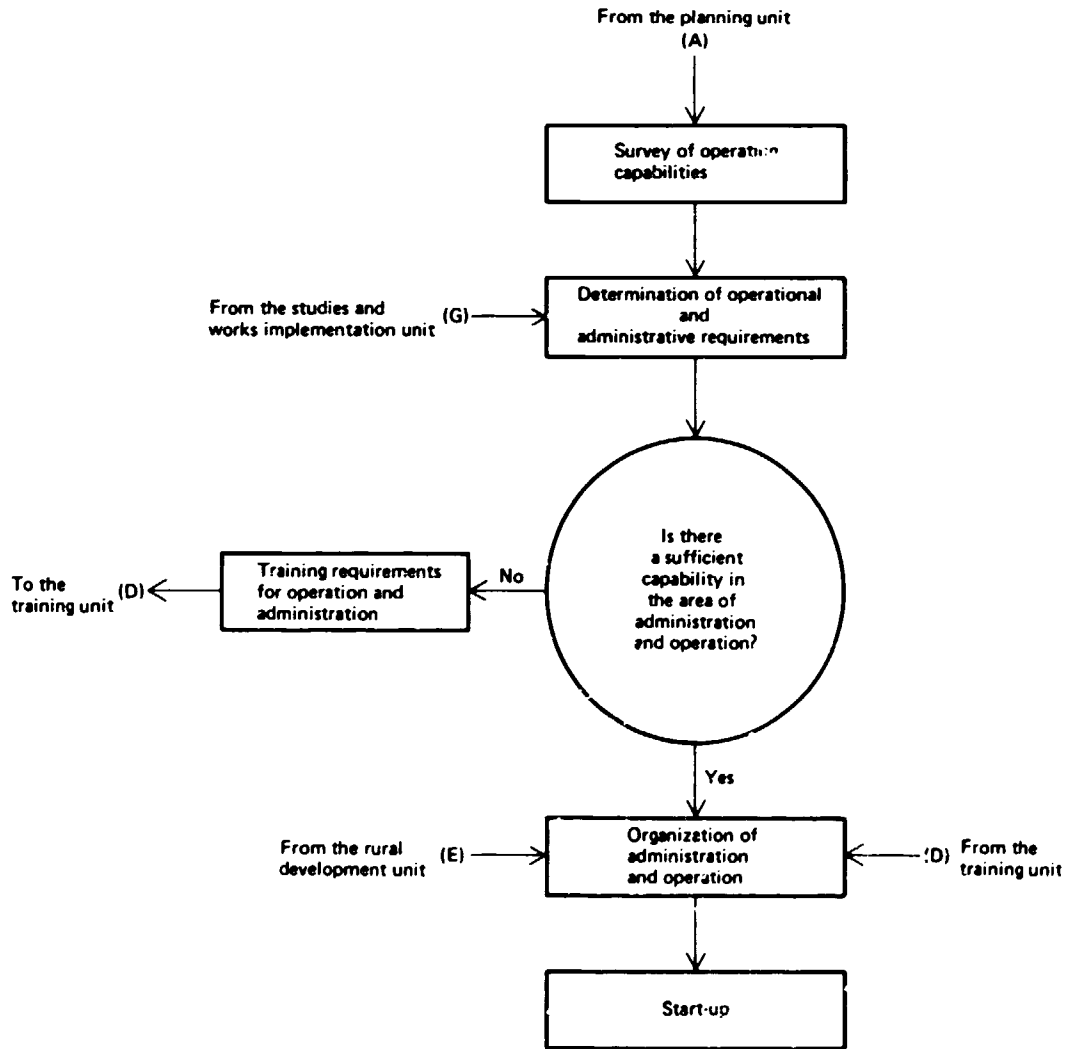 From the planning unit
(A)
Survey of operation
capabilities
Determination of operational
and
administrative requirements
From the studies and
works implementation unit
(G)
Is there
a sufficient
capability in
the area of
administration
and operation?
No
Training requirements
for operation and
administration
(D)
To the
training unit
Yes
Organization of
administration
and operation
From the rural
development unit
(E)
(D)
From the
training unit
Start-up